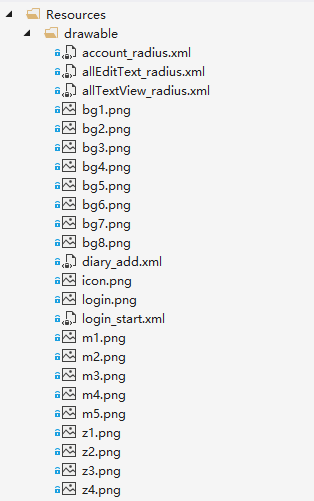 Resources
drawable
account_radius.xml
allEditText_radius.xml
allTextView_radius.xml
bg1.png
bg2.png
bg3.png
bg4.png
bg5.png
bg6.png
bg7.png
bg8.png
diary_add.xml
icon.png
login.png
login_start.xml
m1.png
m2.png
m3.png
m4.png
m5.png
z1.png
z2.png
z3.png
z4.png